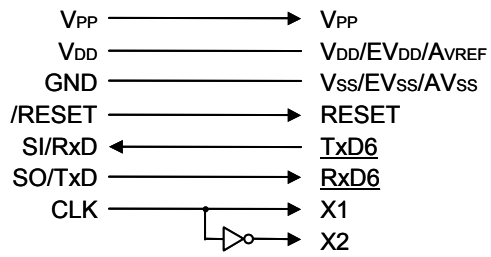 VPP VPP
VDD VDD/EVDD/AVREF
GND VSS/EVSS/AVSS
/RESET RESET
SI/RxD TxD6
SO/TxD RxD6
CLK X1
X2